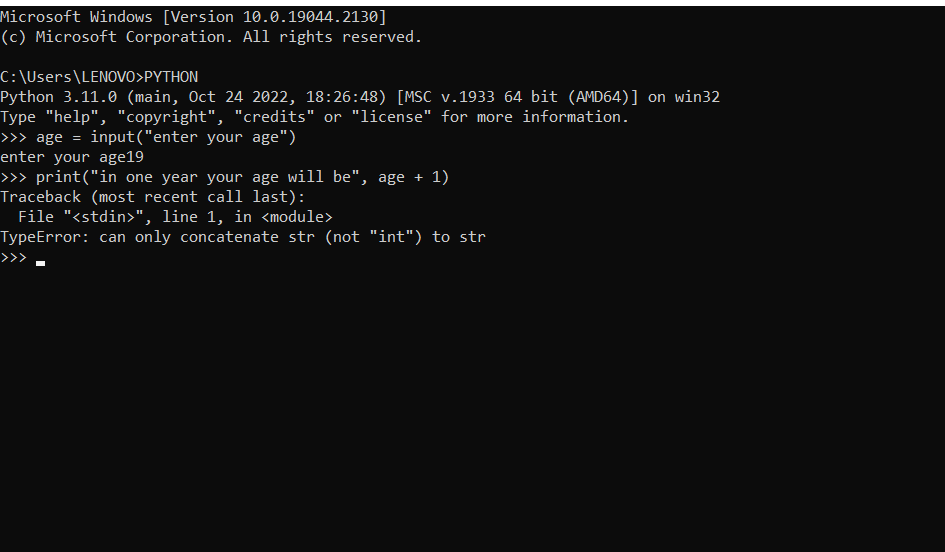 Microsoft Windows [Version 10.0.19044.2130]
(c) Microsoft Corporation. All rights reserved.
C:\Users\LENOVO>PYTHON
Python 3.11.0 (main, Oct 24 2022, 18:26:48) [MSC v.1933 64 bit (AMD64)] on win32
Type "help", "copyright", "credits" or "license" for more information.
>>> age = input("enter your age")
enter your age19
>>> print("in one year your age will be", age + 1)
Traceback (most recent call last):
  File "<stdin>", line 1, in <module>
TypeError: can only concatenate str (not "int") to str
>>>